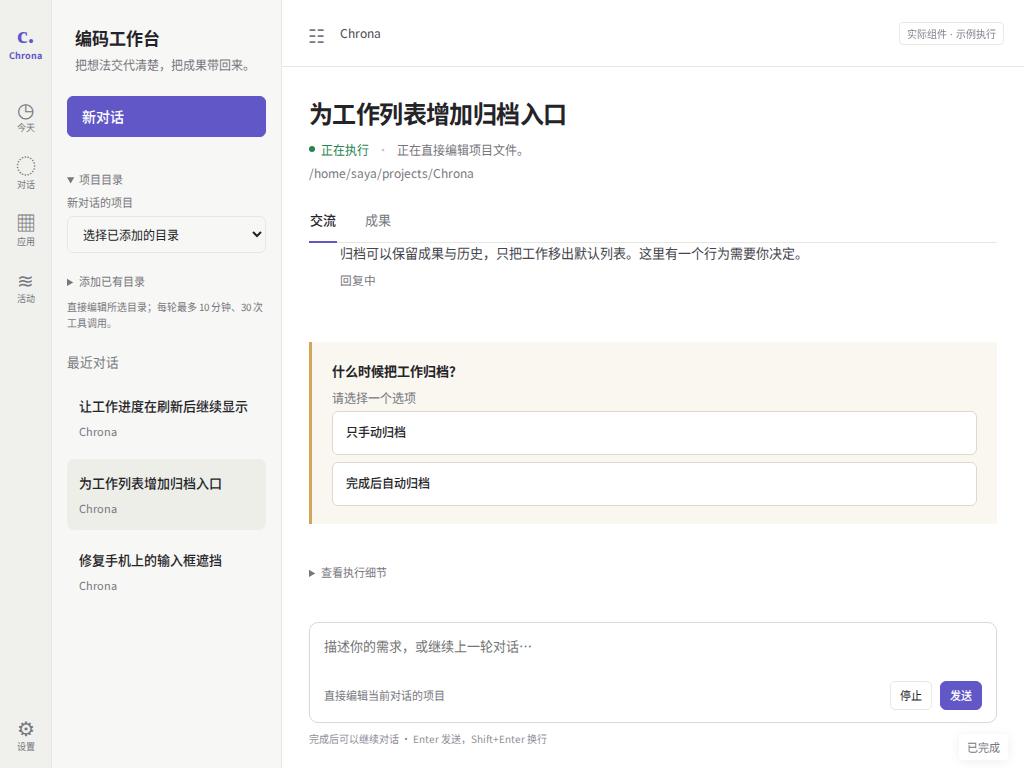 c.
Chrona
今天
对话
应用
活动
设置
编码工作台
把想法交代清楚，把成果带回来。
新对话
项目目录
新对话的项目
选择已添加的目录
添加已有目录
直接编辑所选目录；每轮最多 10 分钟、30 次
工具调用。
最近对话
让工作进度在刷新后继续显示
Chrona
为工作列表增加归档入口
Chrona
修复手机上的输入框遮挡
Chrona
Chrona
实际组件 · 示例执行
为工作列表增加归档入口
正在执行 · 正在直接编辑项目文件。
/home/saya/projects/Chrona
交流 成果
归档可以保留成果与历史，只把工作移出默认列表。这里有一个行为需要你决定。
回复中
什么时候把工作归档？
请选择一个选项
只手动归档
完成后自动归档
查看执行细节
描述你的需求，或继续上一轮对话…
直接编辑当前对话的项目
停止 发送
完成后可以继续对话 · Enter 发送，Shift+Enter 换行
已完成